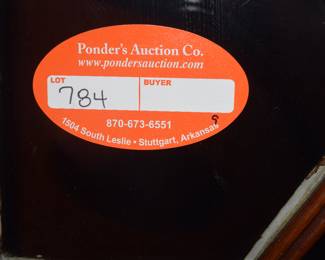 Ponder's Auction Co.
www.pondersauction.com
LOT
BUYER
784
870-673-6551
1504 South Leslie • Stuttgart, Arkansas